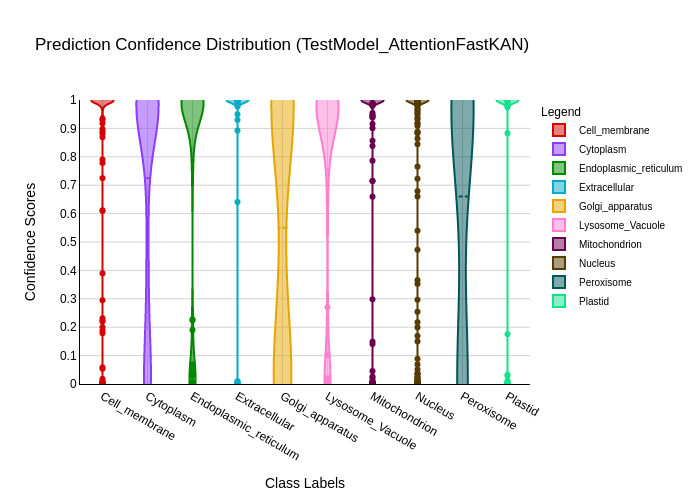 Prediction Confidence Distribution (TestModel_AttentionFastKAN)
Confidence Scores
1
0.9
0.8
0.7
0.6
0.5
0.4
0.3
0.2
0.1
0
Cell_membrane
Cytoplasm
Endoplasmic_reticulum
Extracellular
Golgi_apparatus
Lysosome_Vacuole
Mitochondrion
Nucleus
Peroxisome
Plastid
Class Labels
Legend
Cell_membrane
Cytoplasm
Endoplasmic_reticulum
Extracellular
Golgi_apparatus
Lysosome_Vacuole
Mitochondrion
Nucleus
Peroxisome
Plastid